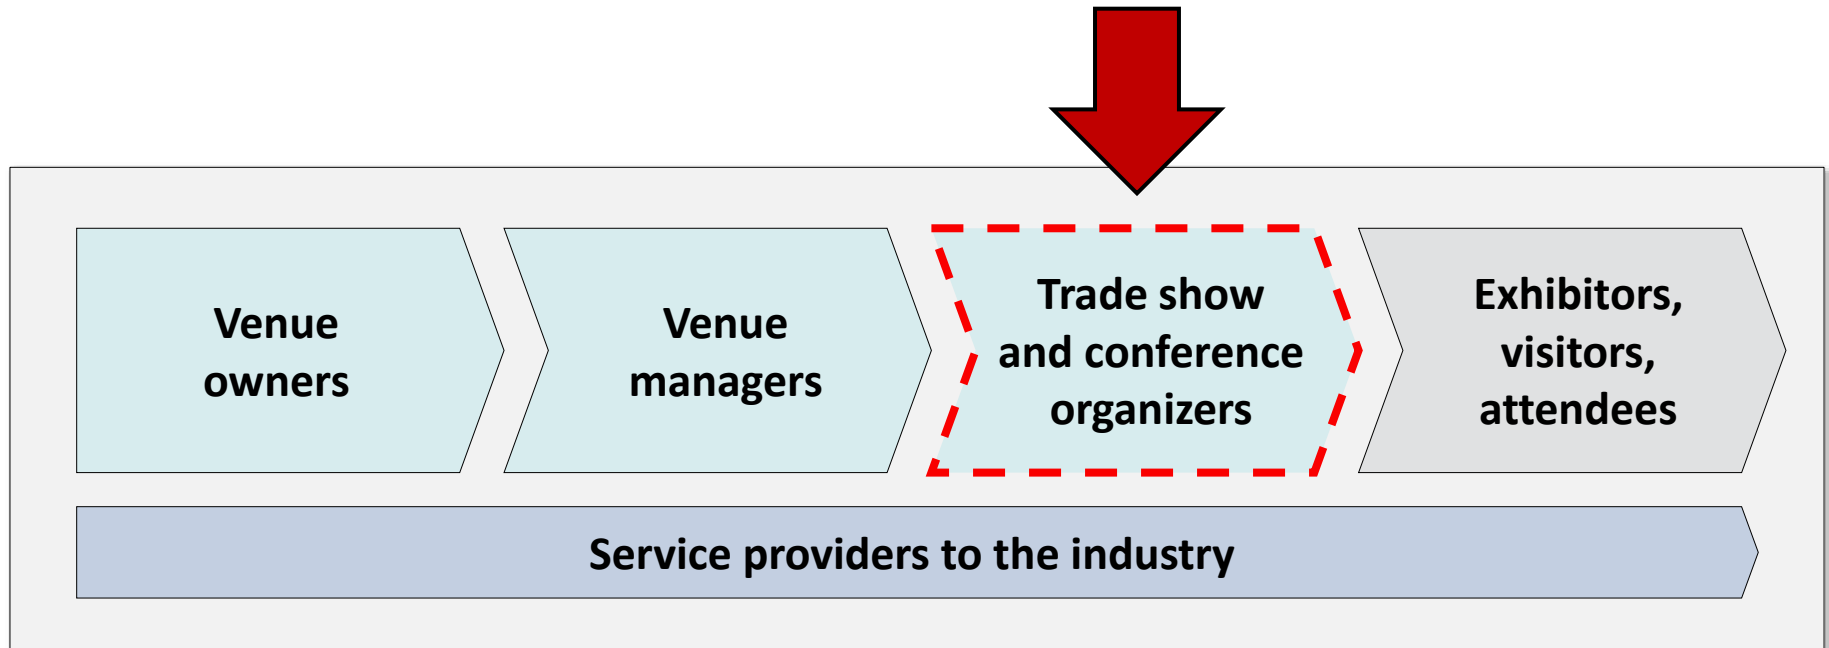 Venue
owners
Venue
managers
Trade show
and conference
organizers
Exhibitors,
visitors,
attendees
Service providers to the industry